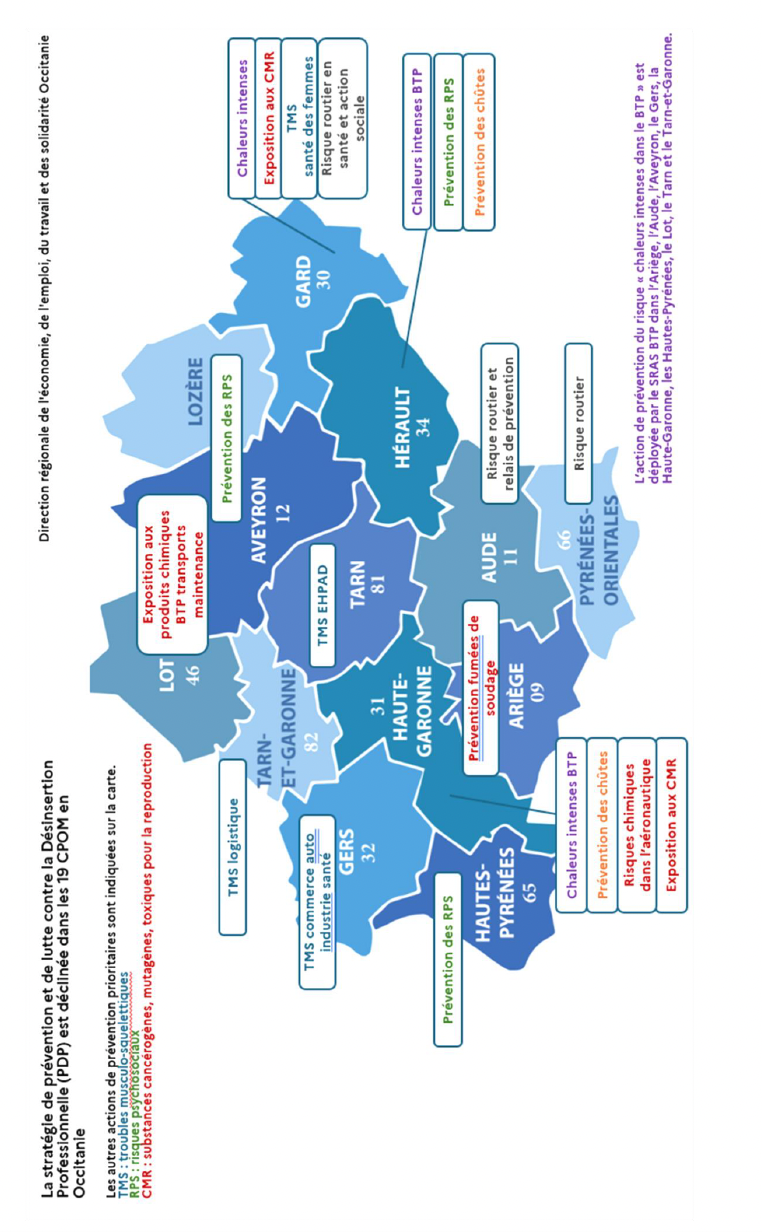 La stratégie de prévention et de lutte contre la DésInsertion
Professionnelle (PDP) est déclinée dans les 19 CPOM en
Occitanie
Direction régionale de l'économie, de l'emploi, du travail et des solidarité Occitanie
Les autres actions de prévention prioritaires sont indiquées sur la carte.
TMS : troubles musculo-squelettiques
RPS : risques psychosociaux
CMR : substances cancérogènes, mutagènes, toxiques pour la reproduction
LOT
46
Exposition aux
produits chimiques
BTP transports
maintenance
LOZÈRE
Prévention des RPS
AVEYRON
12
Chaleurs intenses
Exposition aux CMR
TMS
santé des femmes
Risque routier en
santé et action
sociale
GARD
30
TMS logistique
TARN-
ET-GARONNE
82
TMS EHPAD
TARN
81
TMS commerce auto
industrie santé
GERS
32
31
HAUTE-
GARONNE
HÉRAULT
34
Chaleurs intenses BTP
Prévention des RPS
Prévention des chûtes
Prévention des RPS
HAUTES-
PYRÉNÉES
65
Prévention fumées de
soudage
ARIÈGE
09
AUDE
11
Risque routier et
relais de prévention
66
PYRÉNÉES-
ORIENTALES
Risque routier
Chaleurs intenses BTP
Prévention des chûtes
Risques chimiques
dans l'aéronautique
Exposition aux CMR
L'action de prévention du risque « chaleurs intenses dans le BTP » est
déployée par le SRAS BTP dans l'Ariège, l'Aude, l'Aveyron, le Gers, la
Haute-Garonne, les Hautes-Pyrénées, le Lot, le Tarn et le Tarn-et-Garonne.